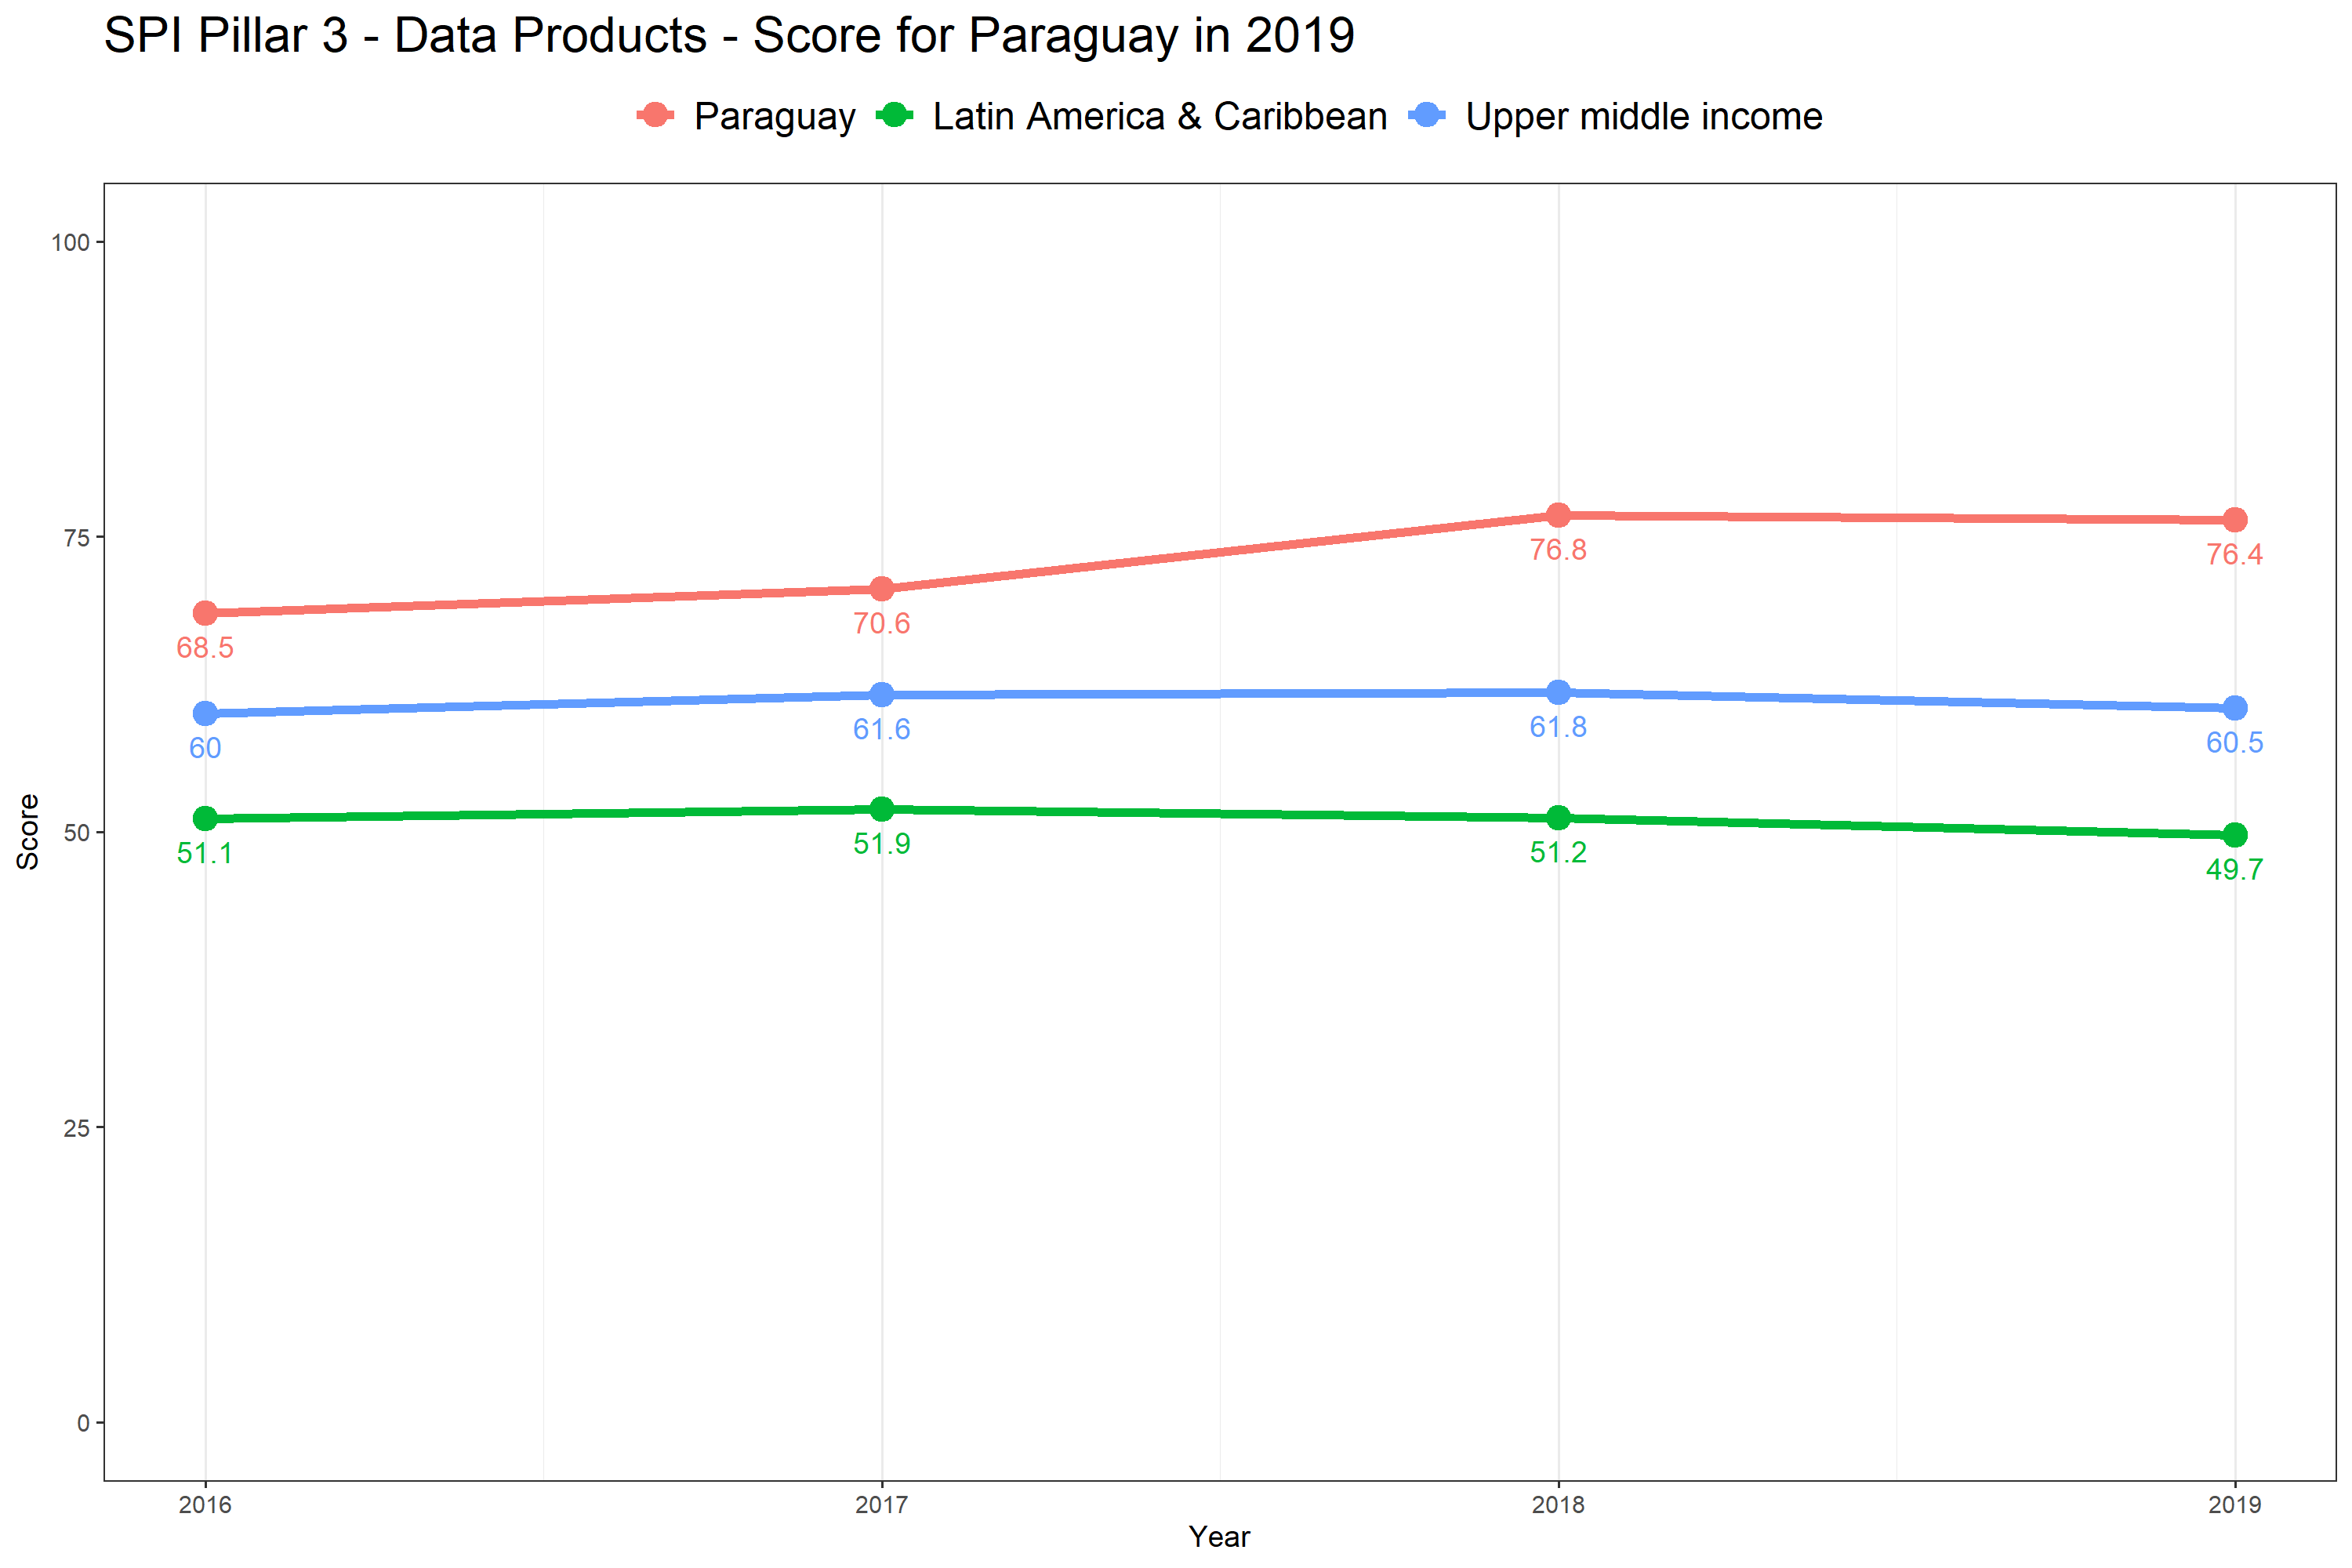 SPI Pillar 3 - Data Products - Score for Paraguay in 2019
Paraguay Latin America & Caribbean Upper middle income
100
75
50
25
0
Score
68.5 70.6 76.8 76.4
60 61.6 61.8 60.5
51.1 51.9 51.2 49.7
2016 2017 2018 2019
Year